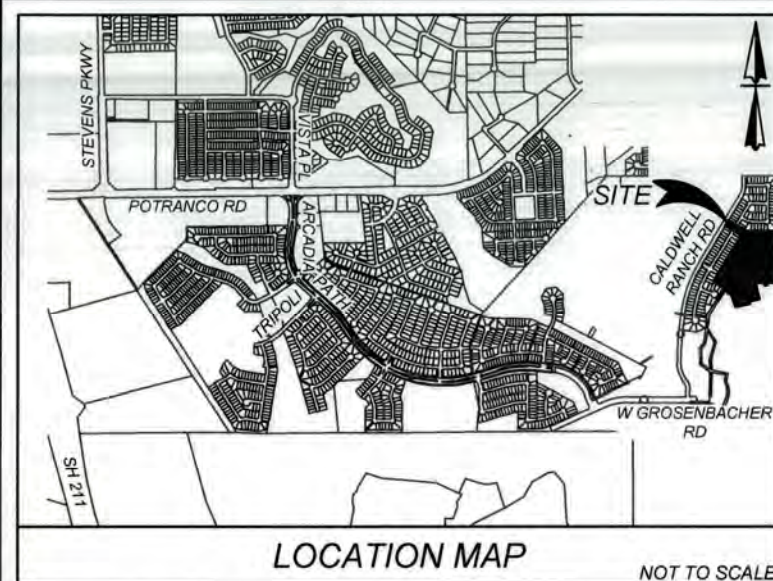 STEVENS PKWY
VISTA PL
POTRANCO RD
SITE
ARCADIA PATH
CALDWELL
RANCH RD
TRIPOLI
W GROSENBACHER
RD
SH 211
LOCATION MAP
NOT TO SCALE